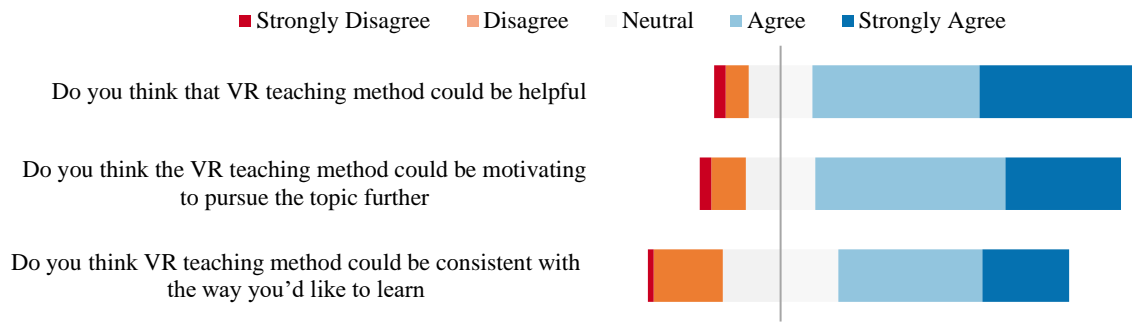 Strongly Disagree Disagree Neutral Agree Strongly Agree
Do you think that VR teaching method could be helpful
Do you think the VR teaching method could be motivating
to pursue the topic further
Do you think VR teaching method could be consistent with
the way you’d like to learn